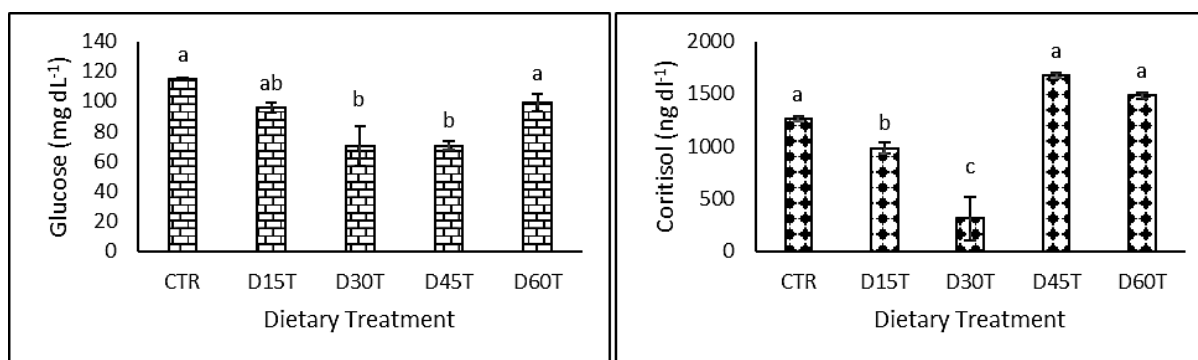 Glucose (mg dL-1)
140
120
100
80
60
40
20
0
a
ab
b
b
a
CTR D15T D30T D45T D60T
Dietary Treatment
Coritisol (ng dl-1)
2000
1500
1000
500
0
a
b
c
a
a
CTR D15T D30T D45T D60T
Dietary Treatment